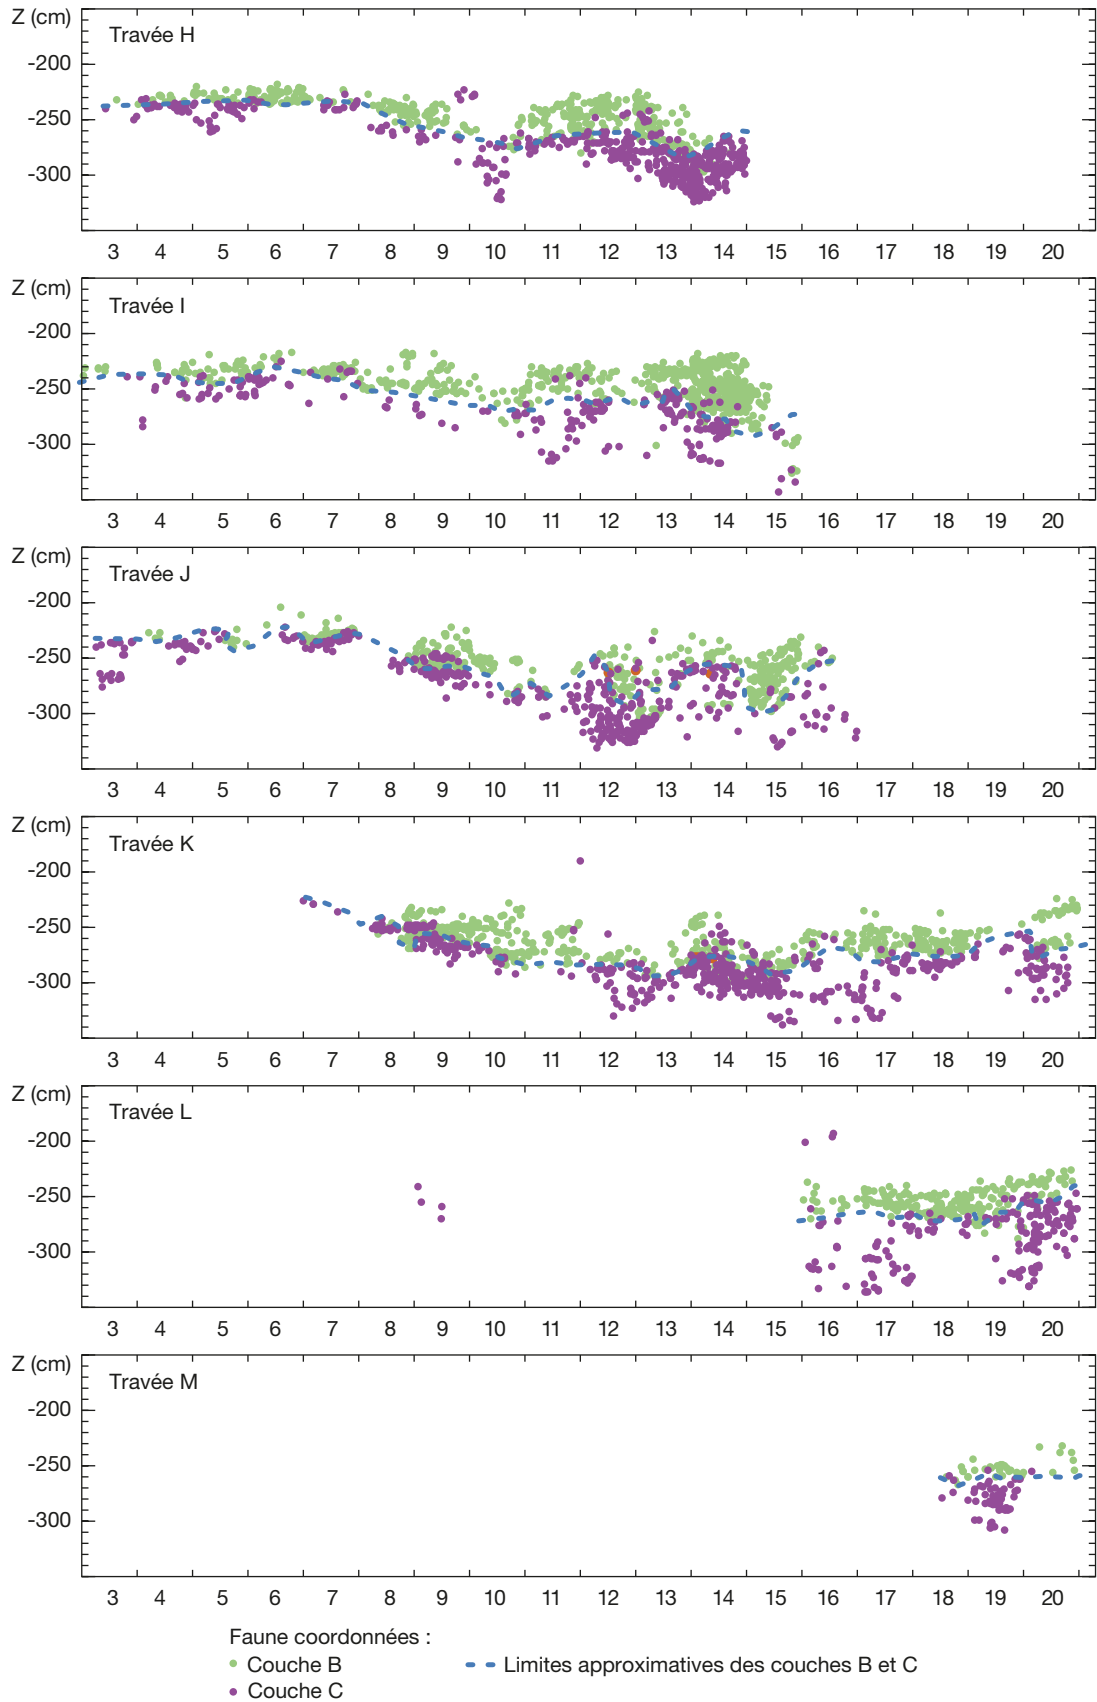 Z (cm)
Travée H
-200
-250
-300
3 4 5 6 7 8 9 10 11 12 13 14 15 16 17 18 19 20
Z (cm)
Travée I
-200
-250
-300
3 4 5 6 7 8 9 10 11 12 13 14 15 16 17 18 19 20
Z (cm)
Travée J
-200
-250
-300
3 4 5 6 7 8 9 10 11 12 13 14 15 16 17 18 19 20
Z (cm)
Travée K
-200
-250
-300
3 4 5 6 7 8 9 10 11 12 13 14 15 16 17 18 19 20
Z (cm)
Travée L
-200
-250
-300
3 4 5 6 7 8 9 10 11 12 13 14 15 16 17 18 19 20
Z (cm)
Travée M
-200
-250
-300
3 4 5 6 7 8 9 10 11 12 13 14 15 16 17 18 19 20
Faune coordonnées :
Couche B Limites approximatives des couches B et C
Couche C